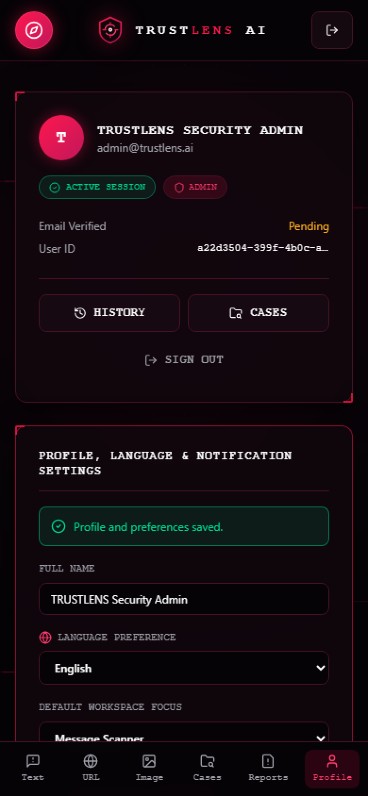 TRUSTLENS AI
T
TRUSTLENS SECURITY ADMIN
admin@trustlens.ai
ACTIVE SESSION
ADMIN
Email Verified
Pending
User ID
a22d3504-399f-4b0c-a…
HISTORY
CASES
SIGN OUT
PROFILE, LANGUAGE & NOTIFICATION
SETTINGS
Profile and preferences saved.
FULL NAME
TRUSTLENS Security Admin
LANGUAGE PREFERENCE
English
DEFAULT WORKSPACE FOCUS
Message Scanner
Text
URL
Image
Cases
Reports
Profile